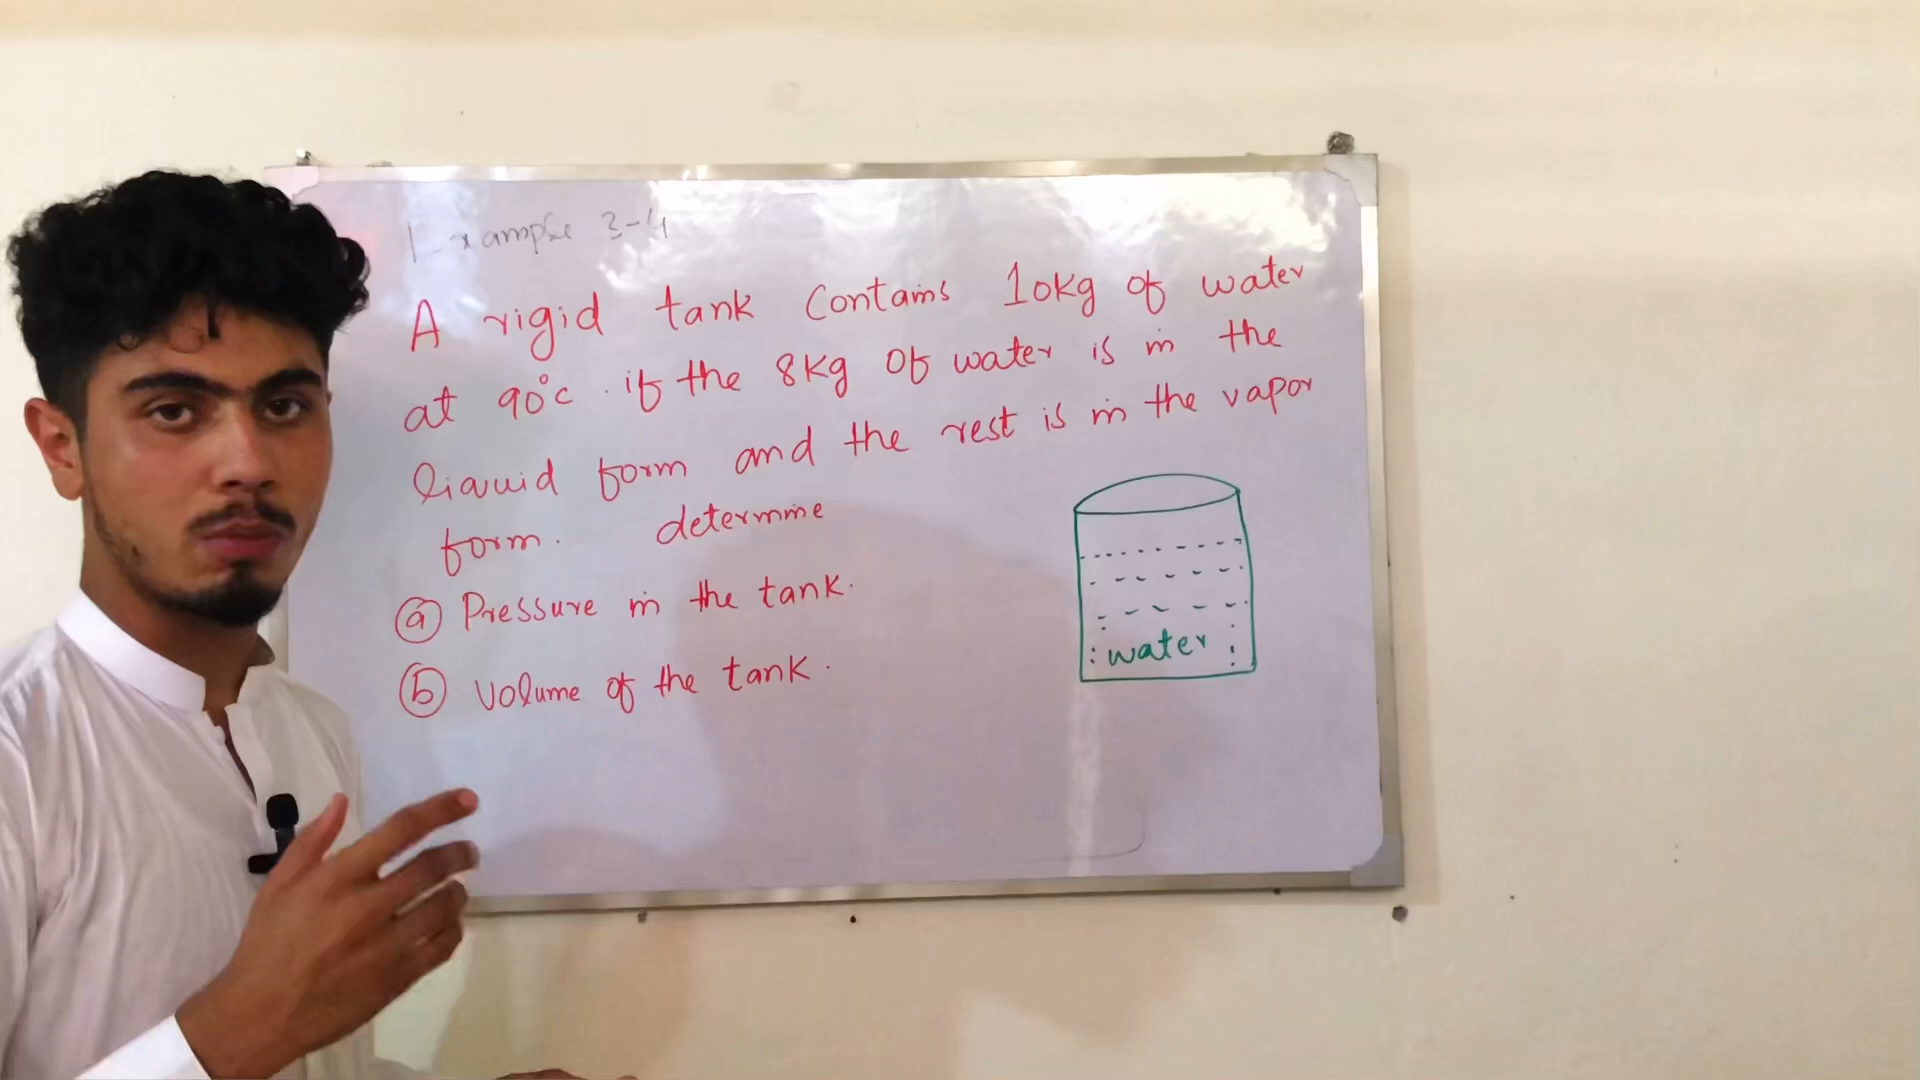 Example 3-4
A rigid tank Contains 10kg of water
at 90°c. if the 8kg of water is in the
liquid form and the rest is in the vapor
form. determine
(a) Pressure in the tank.
(b) Volume of the tank.
water